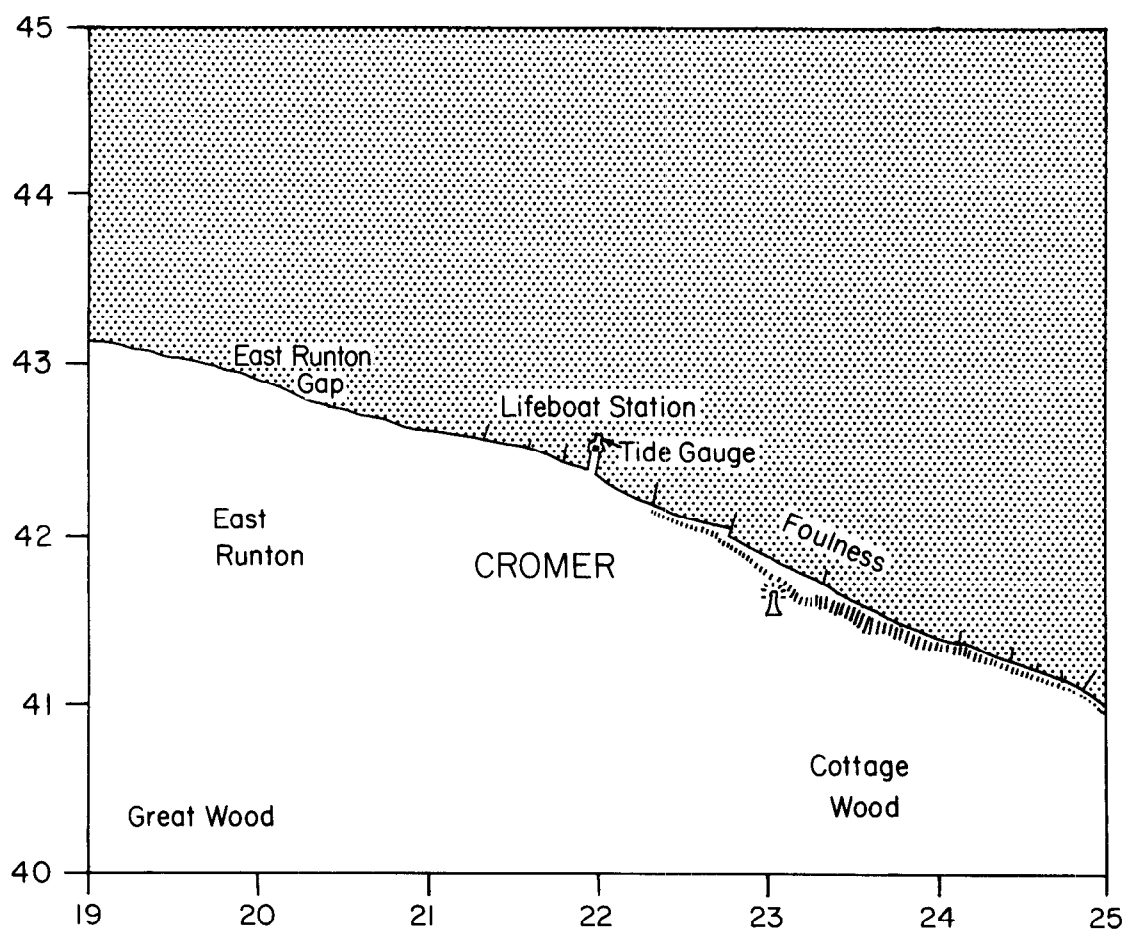 45
44
43
East Runton
Gap
Lifeboat Station
Tide Gauge
42
East
Runton
CROMER
Foulness
41
Cottage
Wood
Great Wood
40
19
20
21
22
23
24
25